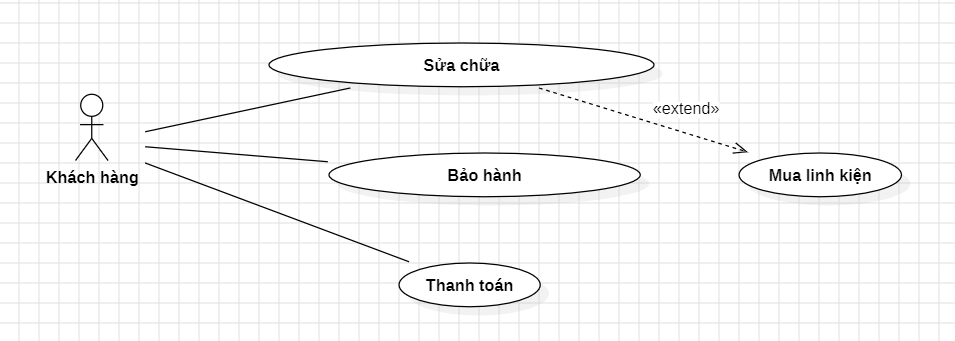 Sửa chữa
«extend»
Khách hàng
Bảo hành
Mua linh kiện
Thanh toán